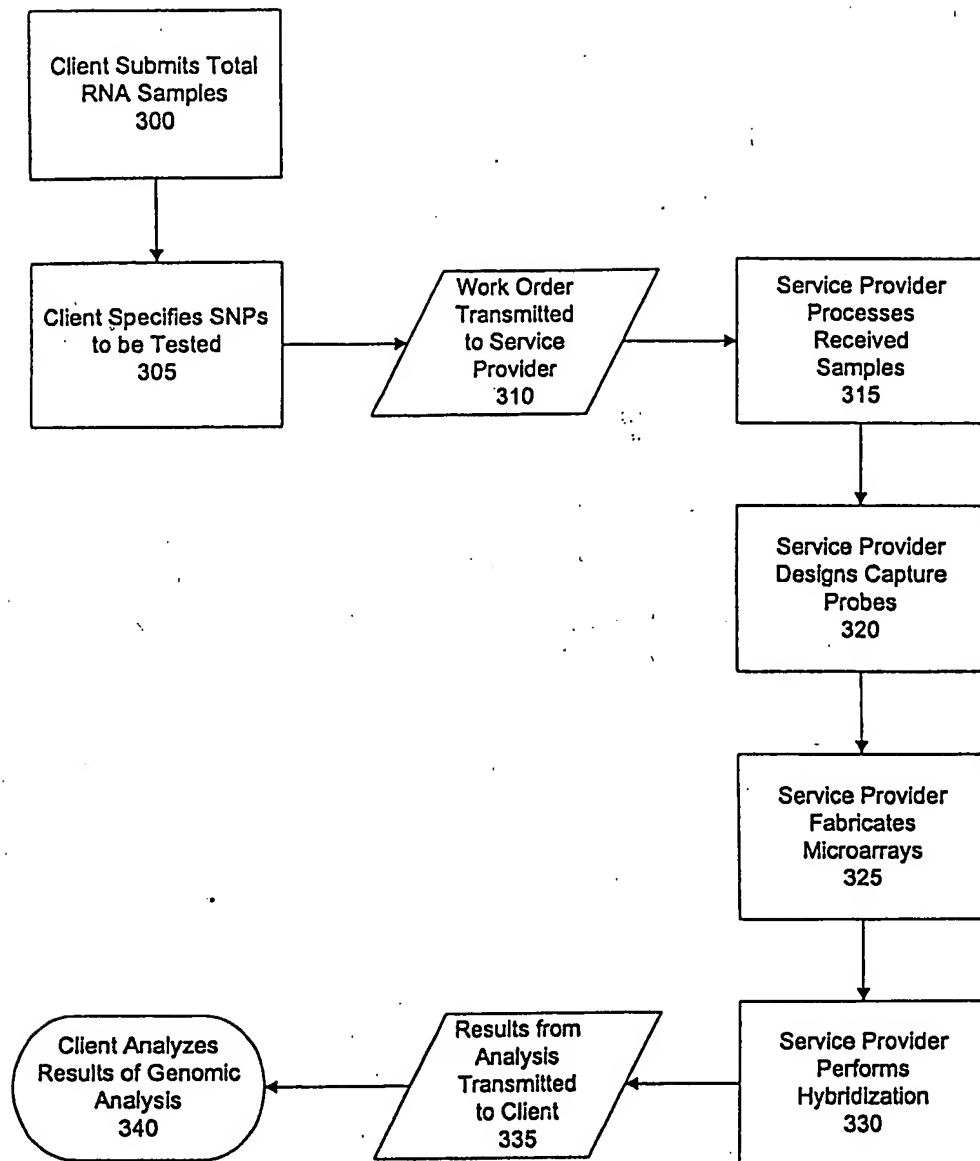 Client Submits Total
RNA Samples
300
Client Specifies SNPs
to be Tested
305
Work Order
Transmitted
to Service
Provider
310
Service Provider
Processes
Received
Samples
315
Service Provider
Designs Capture
Probes
320
Service Provider
Fabricates
Microarrays
325
Service Provider
Performs
Hybridization
330
Results from
Analysis
Transmitted
to Client
335
Client Analyzes
Results of Genomic
Analysis
340